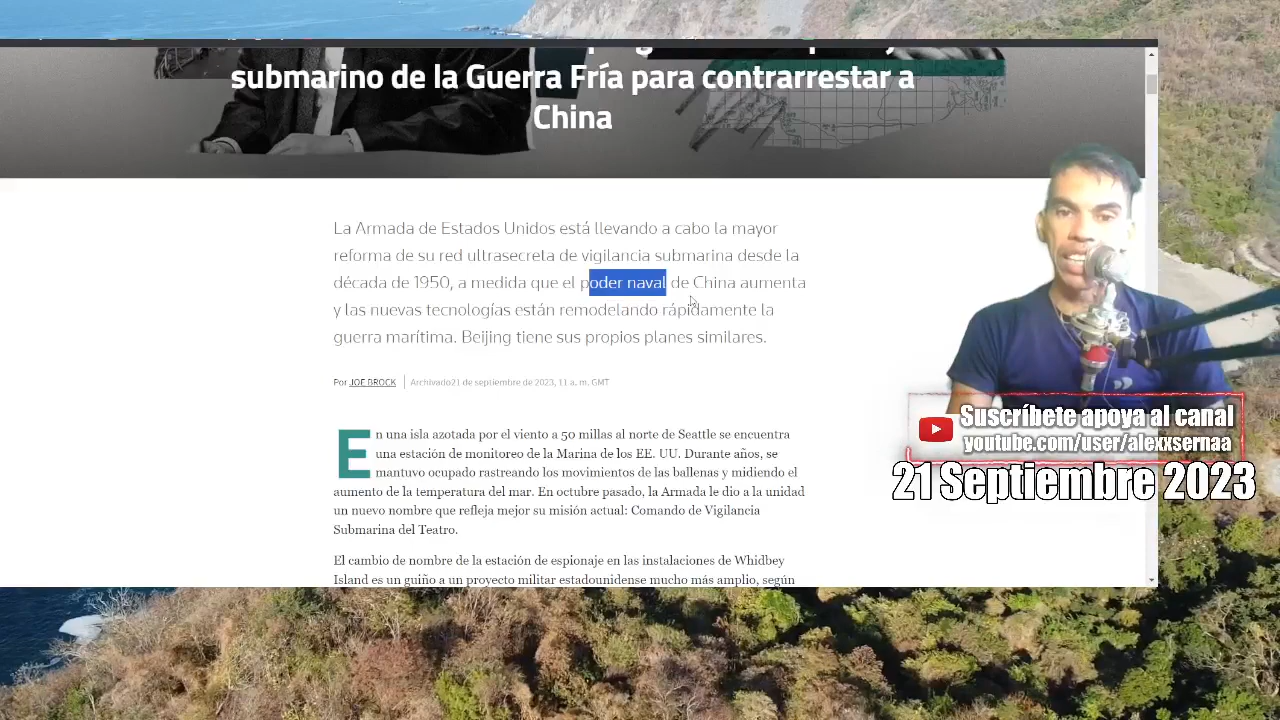 submarino de la Guerra Fría para contrarrestar a
China
La Armada de Estados Unidos está llevando a cabo la mayor
reforma de su red ultrasecreta de vigilancia submarina desde la
década de 1950, a medida que el poder naval de China aumenta
y las nuevas tecnologías están remodelando rápidamente la
guerra marítima. Beijing tiene sus propios planes similares.
Por JOE BROCK
Archivado21 de septiembre de 2023, 11 a. m. GMT
En una isla azotada por el viento a 50 millas al norte de Seattle se encuentra
una estación de monitoreo de la Marina de los EE. UU. Durante años, se
mantuvo ocupado rastreando los movimientos de las ballenas y midiendo el
aumento de la temperatura del mar. En octubre pasado, la Armada le dio a la unidad
un nuevo nombre que refleja mejor su misión actual: Comando de Vigilancia
Submarina del Teatro.
El cambio de nombre de la estación de espionaje en las instalaciones de Whidbey
Island es un guiño a un proyecto militar estadounidense mucho más amplio, según
Suscríbete apoya al canal
youtube.com/user/alexxsernaa
21 Septiembre 2023